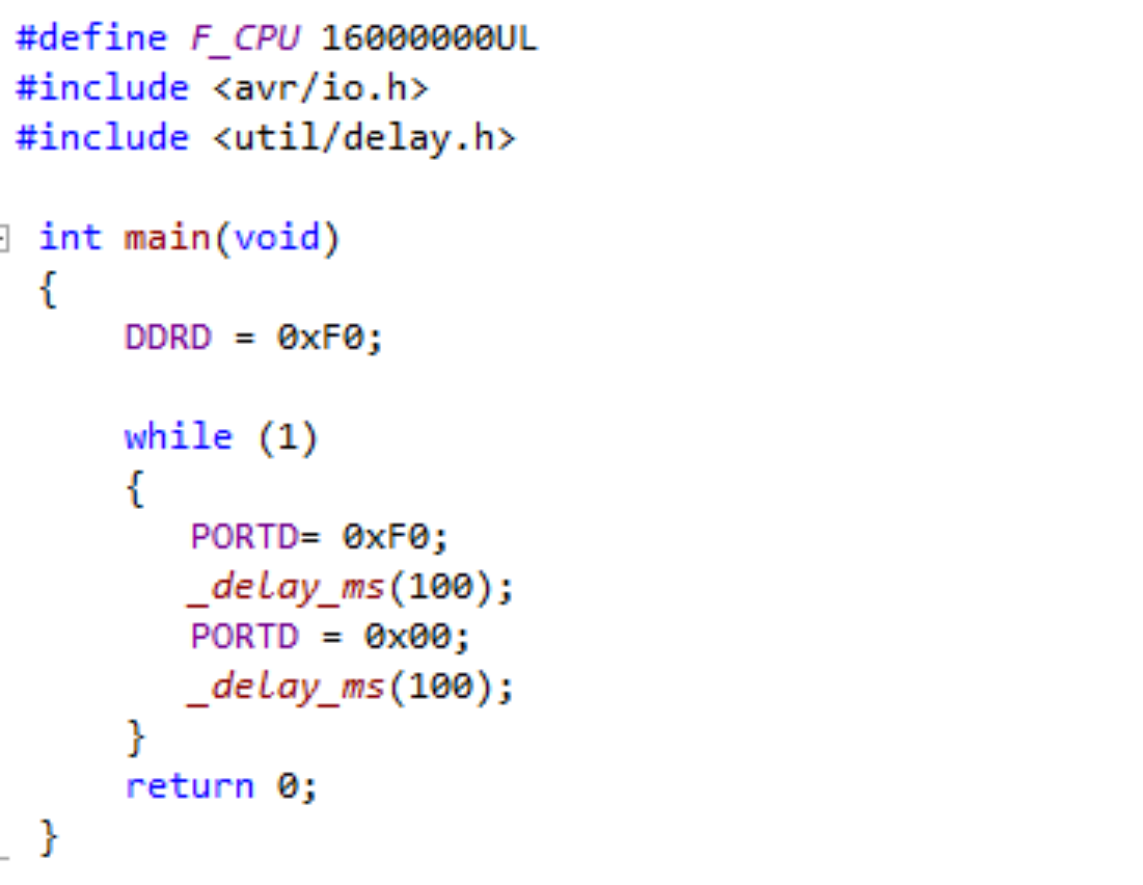 #define F_CPU 16000000UL
#include <avr/io.h>
#include <util/delay.h>
int main(void)
{
DDRD = 0xF0;
while (1)
{
PORTD= 0xF0;
_delay_ms(100);
PORTD = 0x00;
_delay_ms(100);
}
return 0;
}